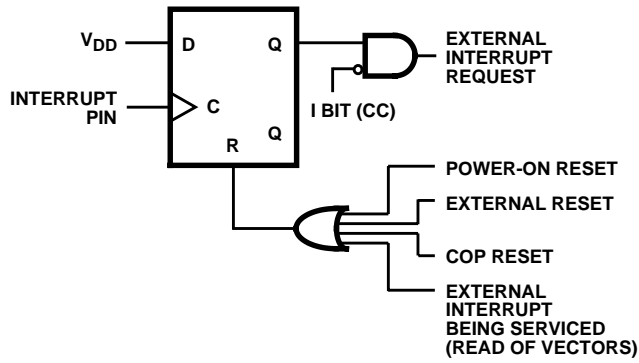 VDD
D
Q
EXTERNAL
INTERRUPT
REQUEST
INTERRUPT
PIN
C
I BIT (CC)
Q
R
POWER-ON RESET
EXTERNAL RESET
COP RESET
EXTERNAL
INTERRUPT
BEING SERVICED
(READ OF VECTORS)